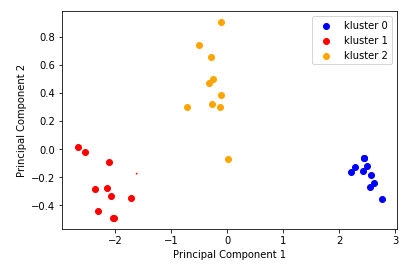 kluster 0
kluster 1
kluster 2
Principal Component 2
0.8
0.6
0.4
0.2
0.0
−0.2
−0.4
−2
−1
0
1
2
3
Principal Component 1